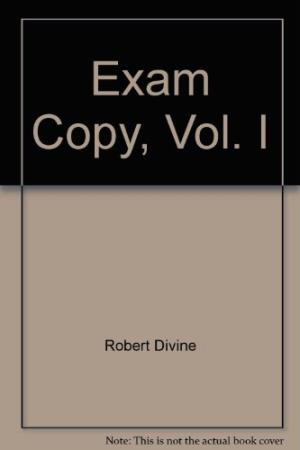 Exam
Copy, Vol. I
Robert Divine
Note: This is not the actual book cover